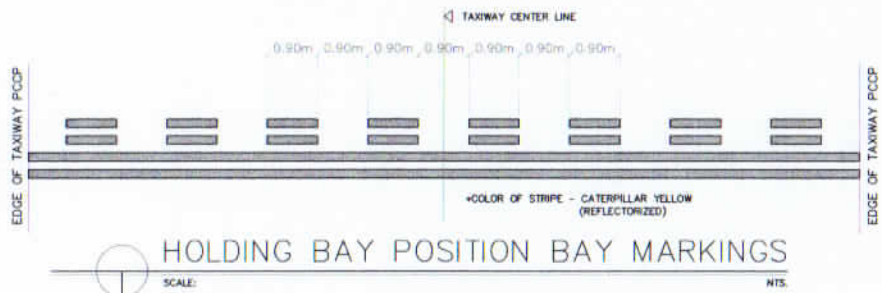 TAXIWAY CENTER LINE
0.90m 0.90m 0.90m 0.90m 0.90m 0.90m 0.90m
EDGE OF TAXIWAY PCCP
EDGE OF TAXIWAY PCCP
*COLOR OF STRIPE - CATERPILLAR YELLOW
(REFLECTORIZED)
HOLDING BAY POSITION BAY MARKINGS
SCALE: NTS.